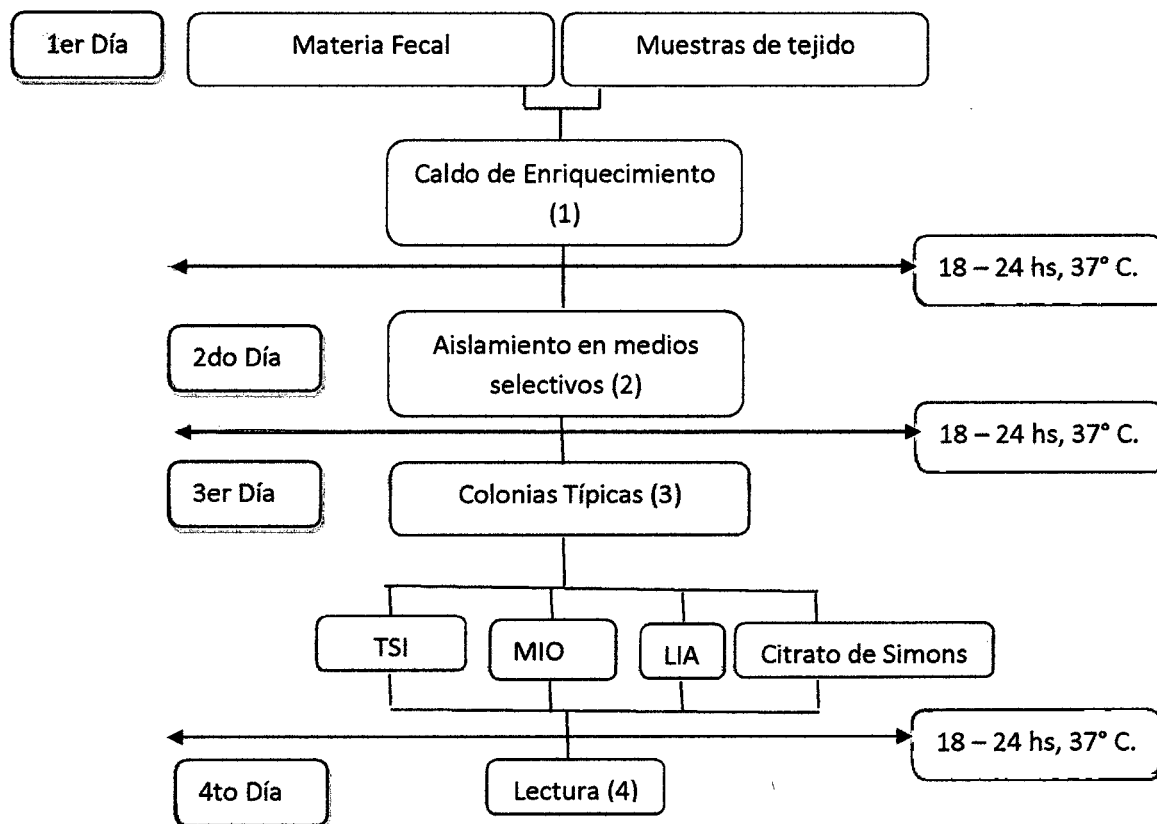 1er Día
Materia Fecal
Muestras de tejido
Caldo de Enriquecimiento
(1)
18 – 24 hs, 37° C.
2do Día
Aislamiento en medios
selectivos (2)
18 – 24 hs, 37° C.
3er Día
Colonias Típicas (3)
TSI
MIO
LIA
Citrato de Simons
18 – 24 hs, 37° C.
4to Día
Lectura (4)